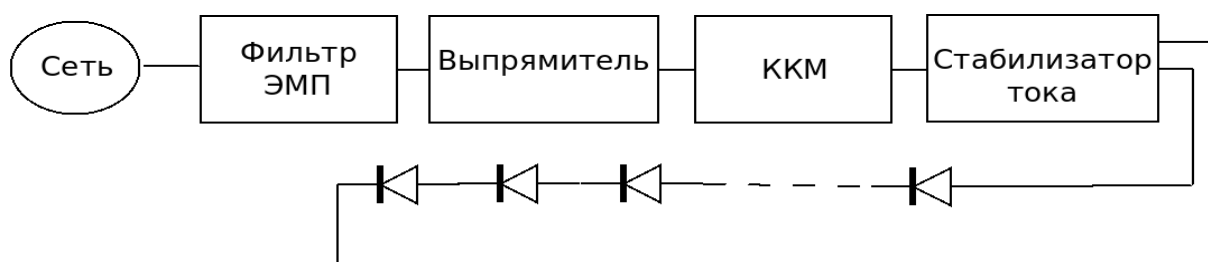 Сеть
Фильтр
ЭМП
Выпрямитель
ККМ
Стабилизатор
тока